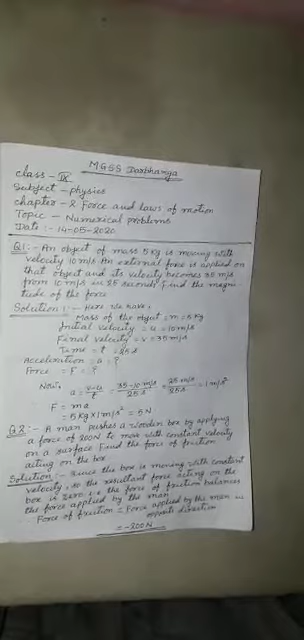 MGSS Darbhanga
class - IX
Subject - physics
chapter - 2 Force and laws of motion
Topic - Numerical problems
Date :- 14-05-2020
Q1:- An object of mass 5 Kg is moving with
velocity 10 m/s. An external force is applied on
that object and its velocity becomes 35 m/s
from 10 m/s in 25 second. Find the magni-
tude of the force
Solution :- Here we have,
Mass of the object = m = 5 Kg
Initial velocity = u = 10 m/s
Final velocity = v = 35 m/s
Time = t = 25 s
Acceleration = a = ?
Force = F = ?
Now, a = v-u/t = 35-10 m/s/25 s = 25 m/s/25 s = 1 m/s²
F = ma
= 5 Kg X 1 m/s² = 5 N
Q2:- A man pushes a wooden box by applying
a force of 200N to move with constant velocity
on a surface. Find the force of friction
acting on the box
Solution - Since the box is moving with constant
velocity, so the resultant force acting on the
box is zero i.e the force of friction balances
the force applied by the man
Force of friction = Force applied by the man in
opposite direction
= -200N